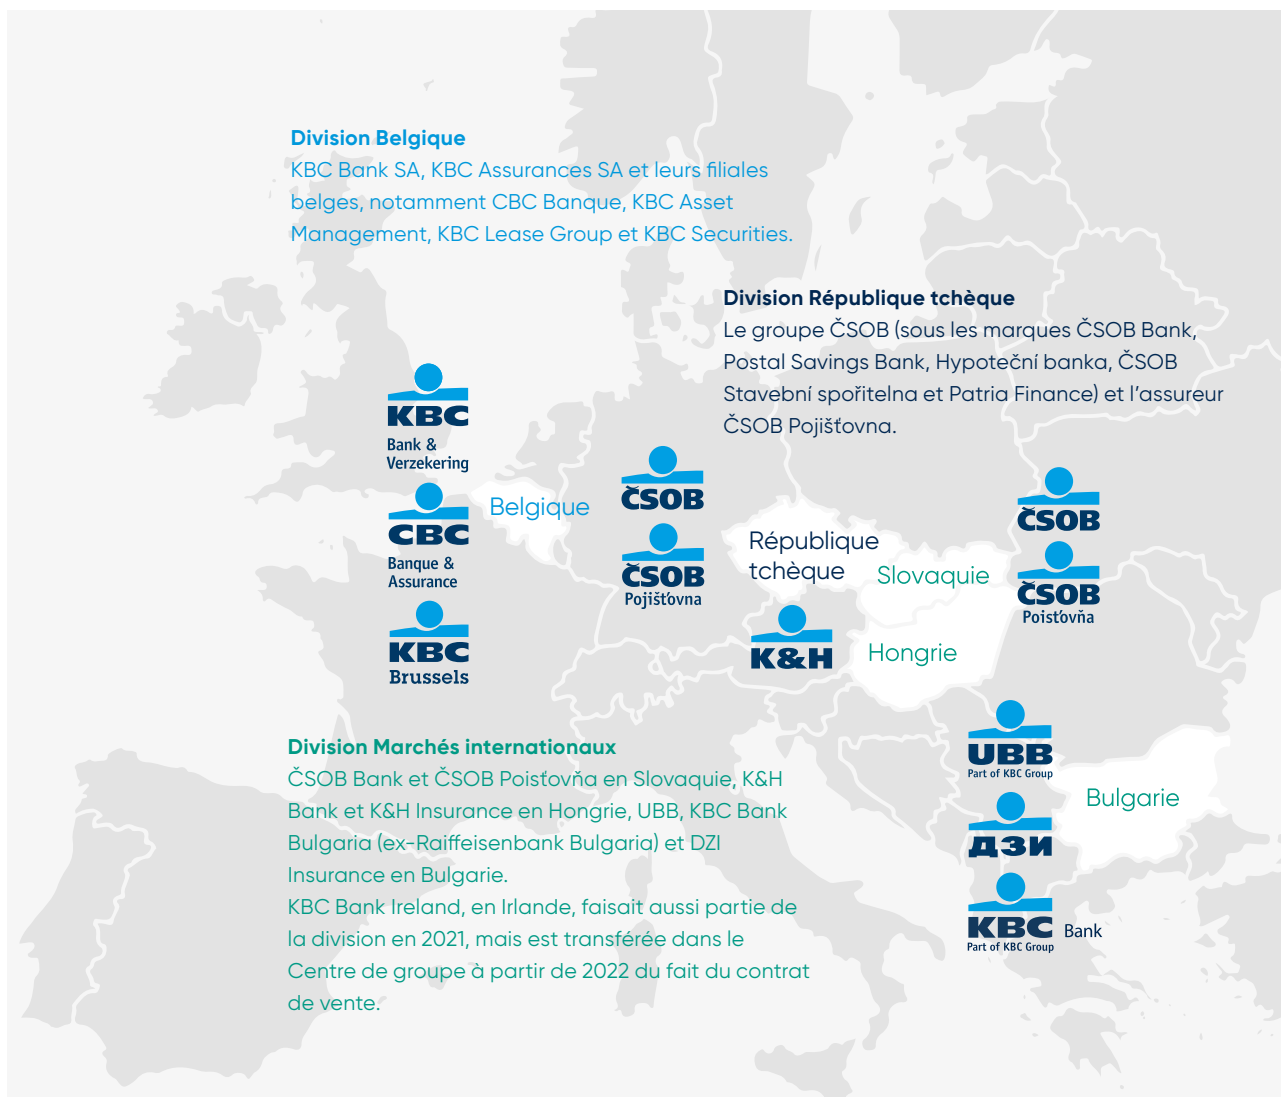 Division Belgique
KBC Bank SA, KBC Assurances SA et leurs filiales
belges, notamment CBC Banque, KBC Asset
Management, KBC Lease Group et KBC Securities.
Division République tchèque
Le groupe ČSOB (sous les marques ČSOB Bank,
Postal Savings Bank, Hypoteční banka, ČSOB
Stavební spořitelna et Patria Finance) et l’assureur
ČSOB Pojišťovna.
KBC
Bank &
Verzekering
CBC
Banque &
Assurance
KBC
Brussels
Belgique
ČSOB
ČSOB
Pojišťovna
République
tchèque
Slovaquie
ČSOB
ČSOB
Poisťovňa
K&H
Hongrie
Division Marchés internationaux
ČSOB Bank et ČSOB Poisťovňa en Slovaquie, K&H
Bank et K&H Insurance en Hongrie, UBB, KBC Bank
Bulgaria (ex-Raiffeisenbank Bulgaria) et DZI
Insurance en Bulgarie.
KBC Bank Ireland, en Irlande, faisait aussi partie de
la division en 2021, mais est transférée dans le
Centre de groupe à partir de 2022 du fait du contrat
de vente.
UBB
Part of KBC Group
ДЗИ
KBC Bank
Part of KBC Group
Bulgarie